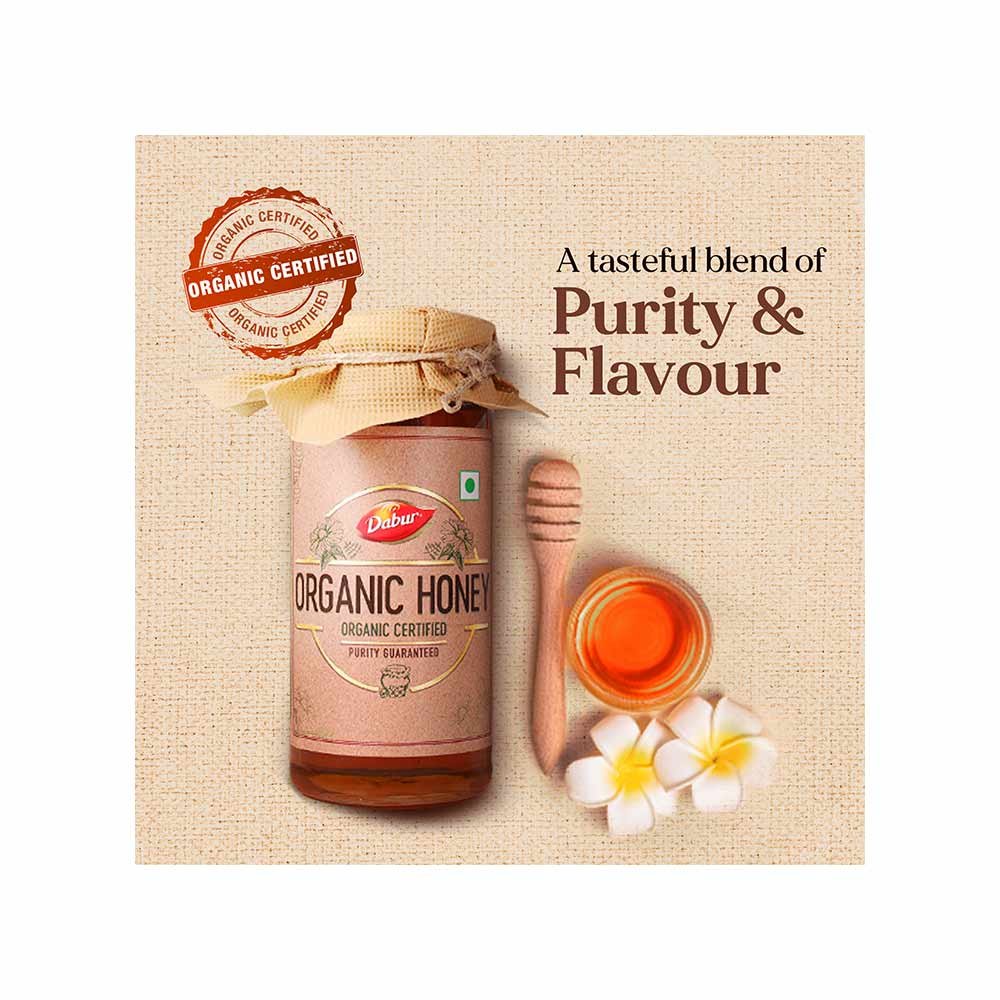 ORGANIC CERTIFIED
ORGANIC CERTIFIED
ORGANIC CERTIFIED
A tasteful blend of
Purity &
Flavour
Dabur
ORGANIC HONEY
ORGANIC CERTIFIED
PURITY GUARANTEED